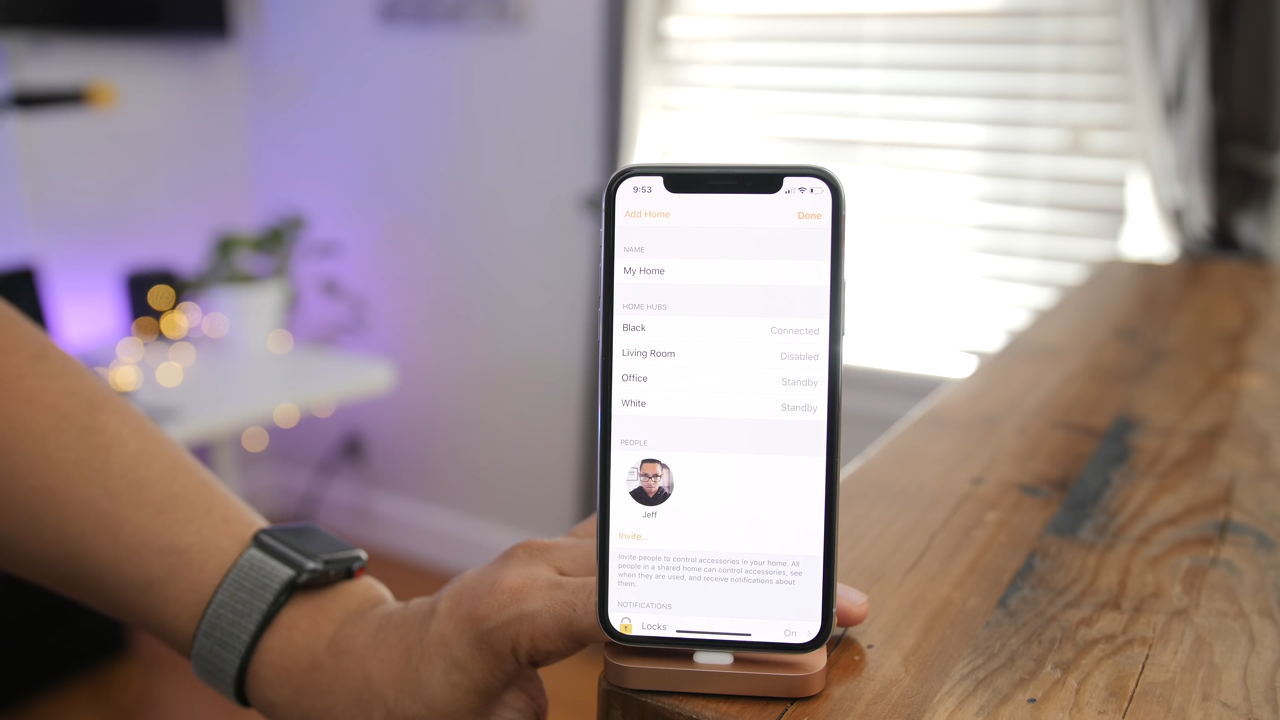 9:53
Add Home Done
NAME
My Home
HOME HUBS
Black Connected
Living Room Disabled
Office Standby
White Standby
PEOPLE
Jeff
Invite...
Invite people to control accessories in your home. All
people in a shared home can control accessories, see
when they are used, and receive notifications about
them.
NOTIFICATIONS
Locks On